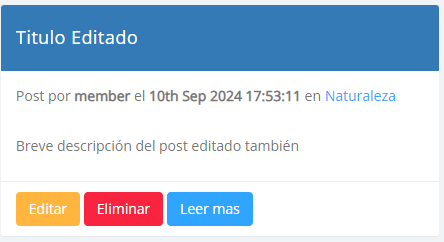 Titulo Editado
Post por member el 10th Sep 2024 17:53:11 en Naturaleza
Breve descripción del post editado también
Editar Eliminar Leer mas